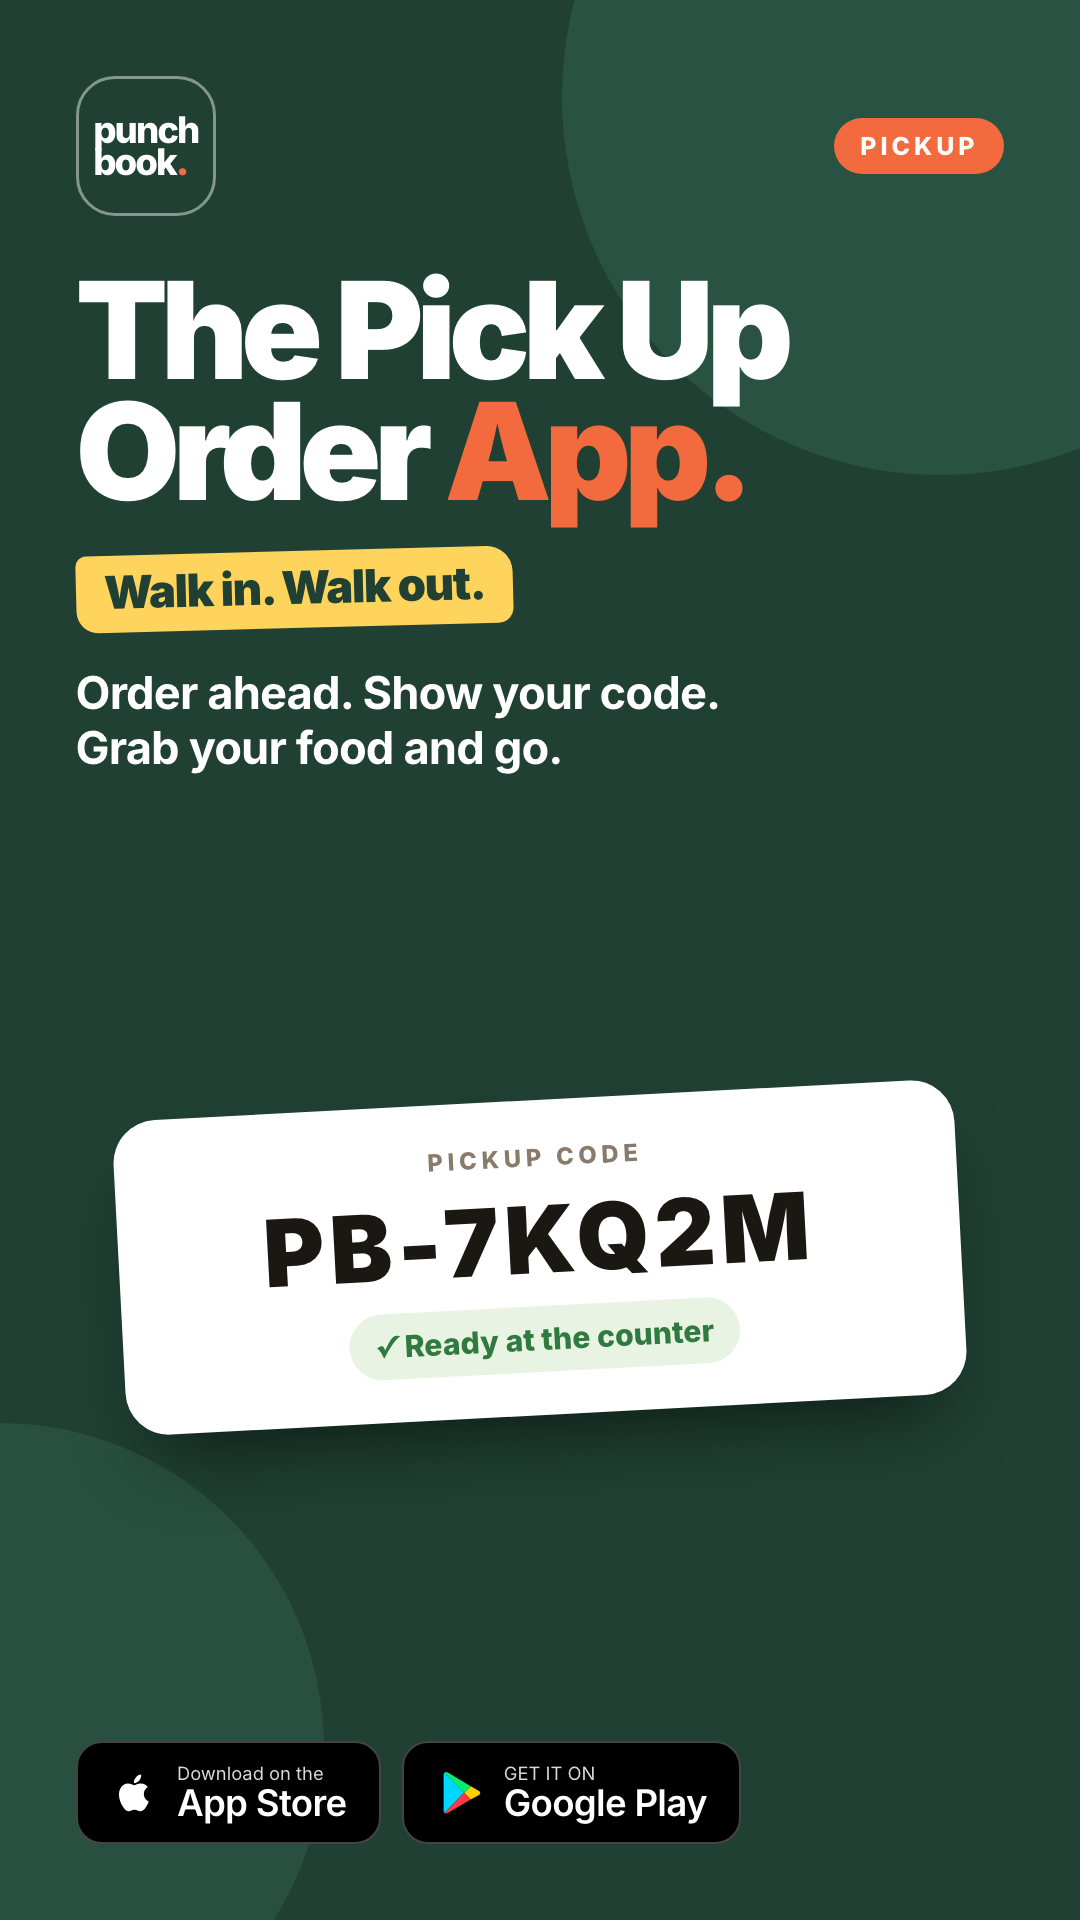 punch
book.
PICKUP
The Pick Up
Order App.
Walk in. Walk out.
Order ahead. Show your code.
Grab your food and go.
PICKUP CODE
PB-7KQ2M
✓ Ready at the counter
Download on the
App Store
GET IT ON
Google Play